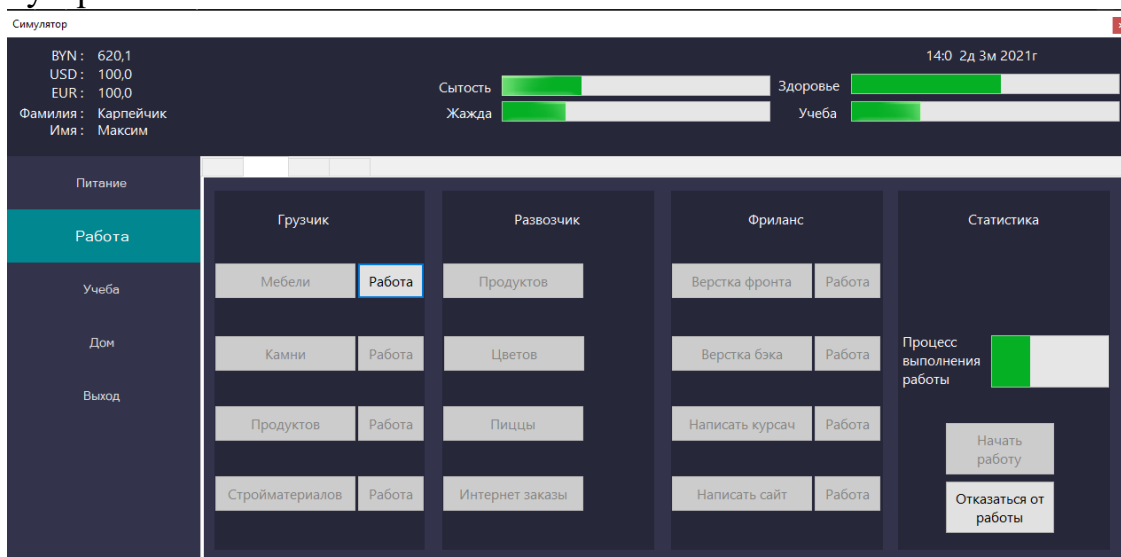 Симулятор
BYN : 620,1
USD : 100,0
EUR : 100,0
Фамилия : Карпейчик
Имя : Максим
Сытость
Жажда
14:0 2д 3м 2021г
Здоровье
Учеба
Питание
Работа
Учеба
Дом
Выход
Грузчик
Мебели Работа
Камни Работа
Продуктов Работа
Стройматериалов Работа
Развозчик
Продуктов
Цветов
Пиццы
Интернет заказы
Фриланс
Верстка фронта Работа
Верстка бэка Работа
Написать курсач Работа
Написать сайт Работа
Статистика
Процесс
выполнения
работы
Начать
работу
Отказаться от
работы